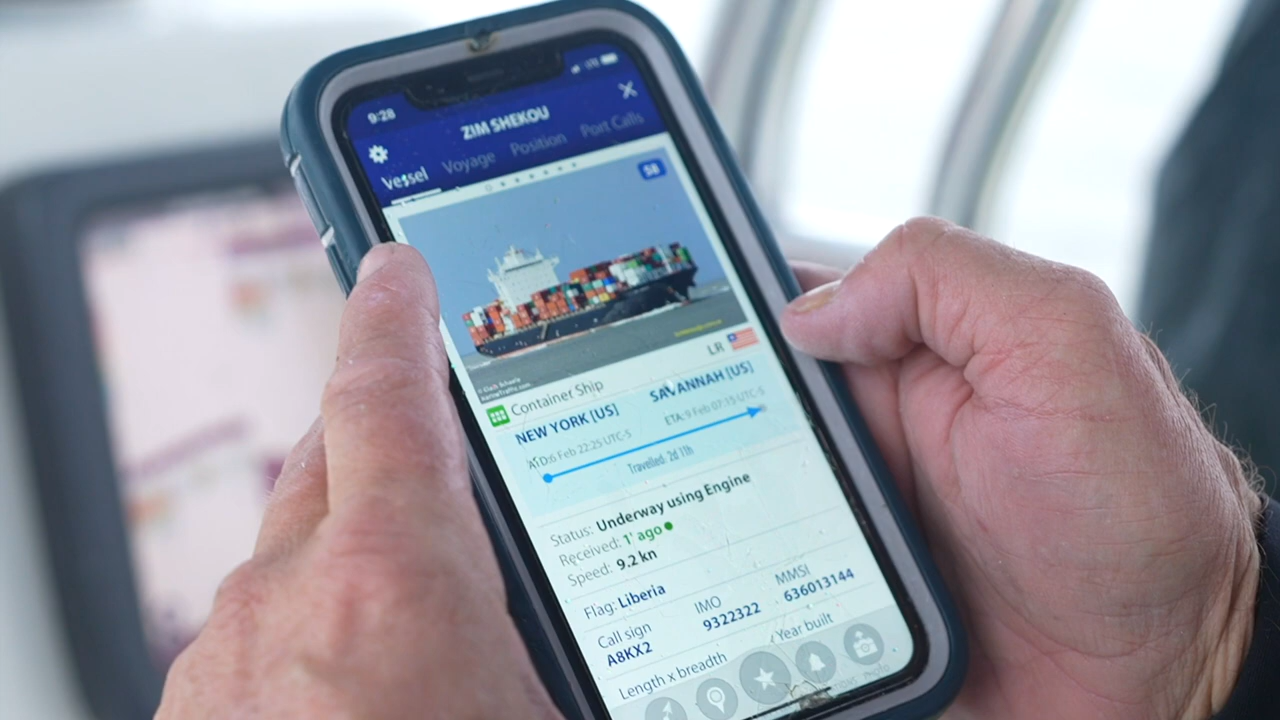 9:28
ZIM SHEKOU
Vessel Voyage Position Port Calls
58
LR
Container Ship
NEW YORK [US] SAVANNAH [US]
ATD:6 Feb 22:25 UTC-5 ETA:9 Feb 07:15 UTC-5
Travelled: 2d 11h
Status: Underway using Engine
Received: 1' ago
Speed: 9.2 kn
Flag: Liberia
Call sign IMO MMSI
A8KX2 9322322 636013144
Length x breadth Year built